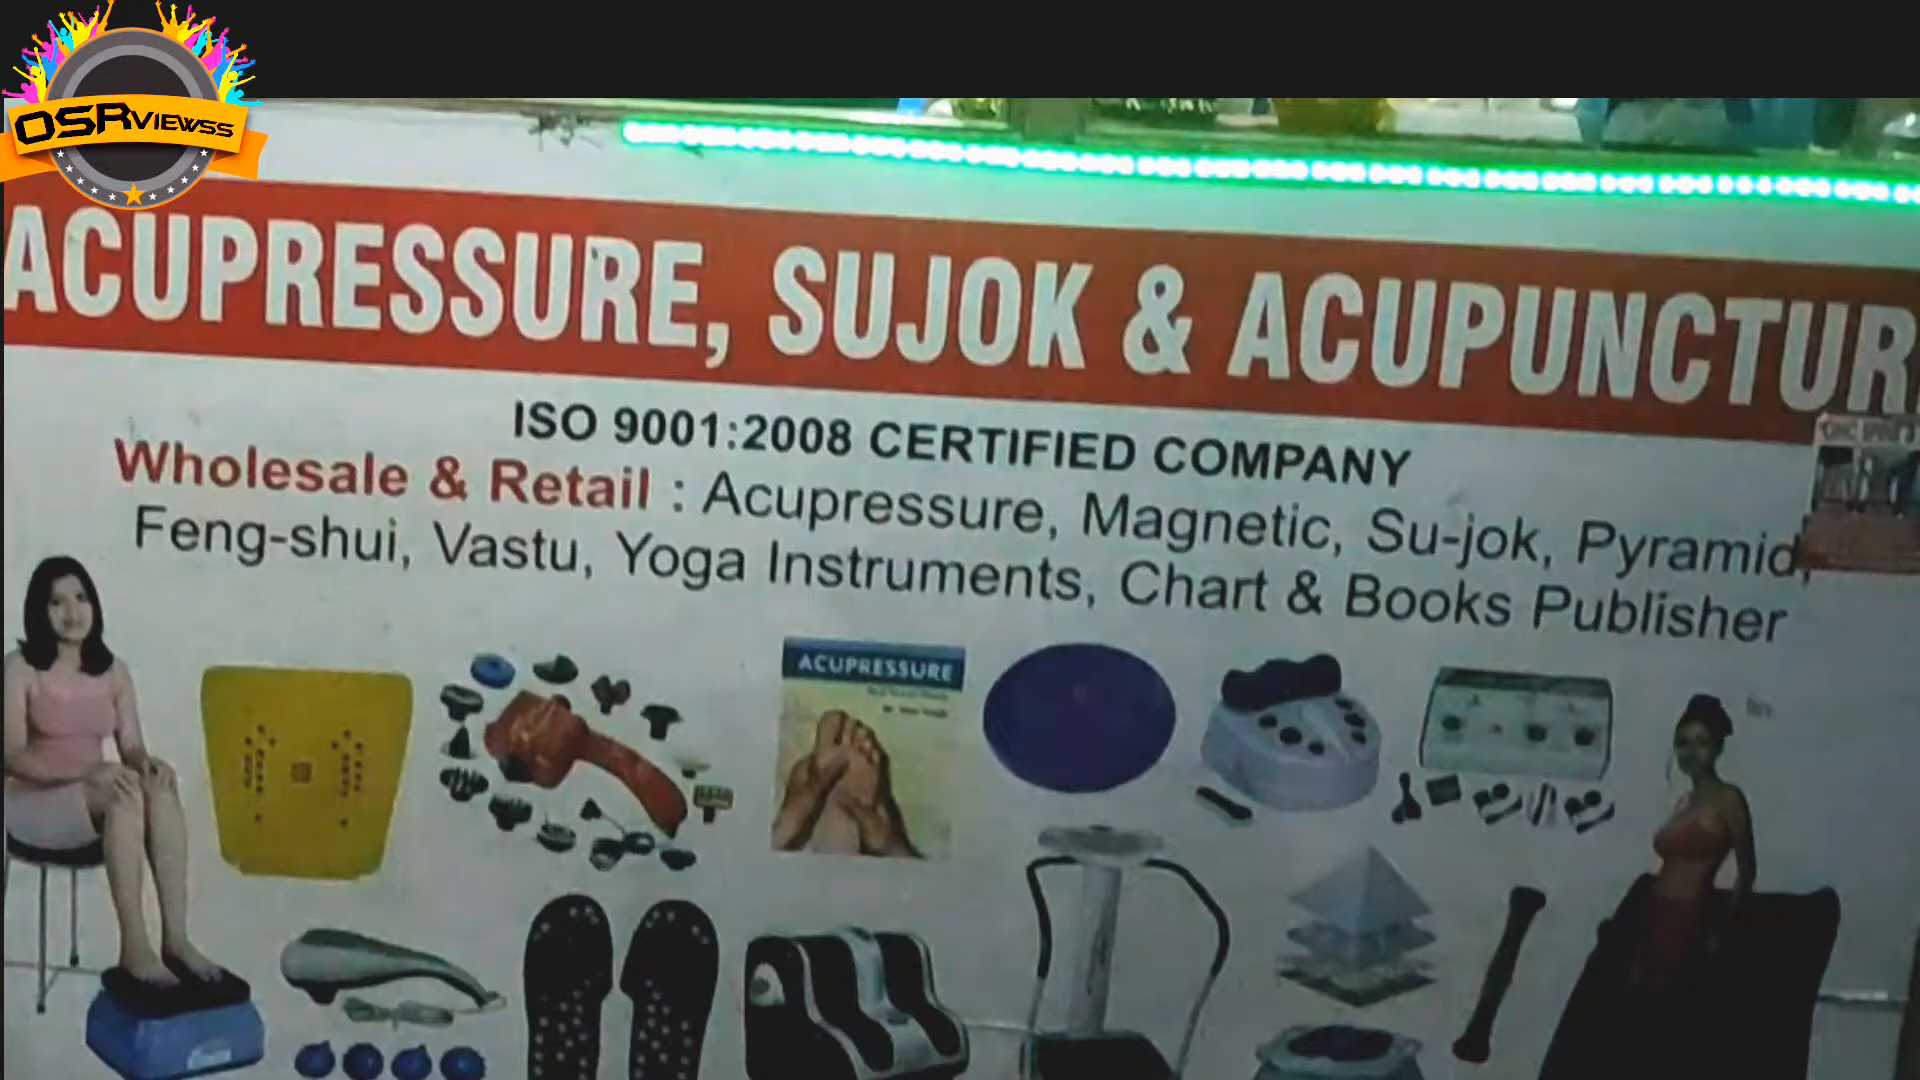 OSRVIEWSS
ACUPRESSURE, SUJOK & ACUPUNCTUR
ISO 9001:2008 CERTIFIED COMPANY
Wholesale & Retail : Acupressure, Magnetic, Su-jok, Pyramid,
Feng-shui, Vastu, Yoga Instruments, Chart & Books Publisher
ACUPRESSURE